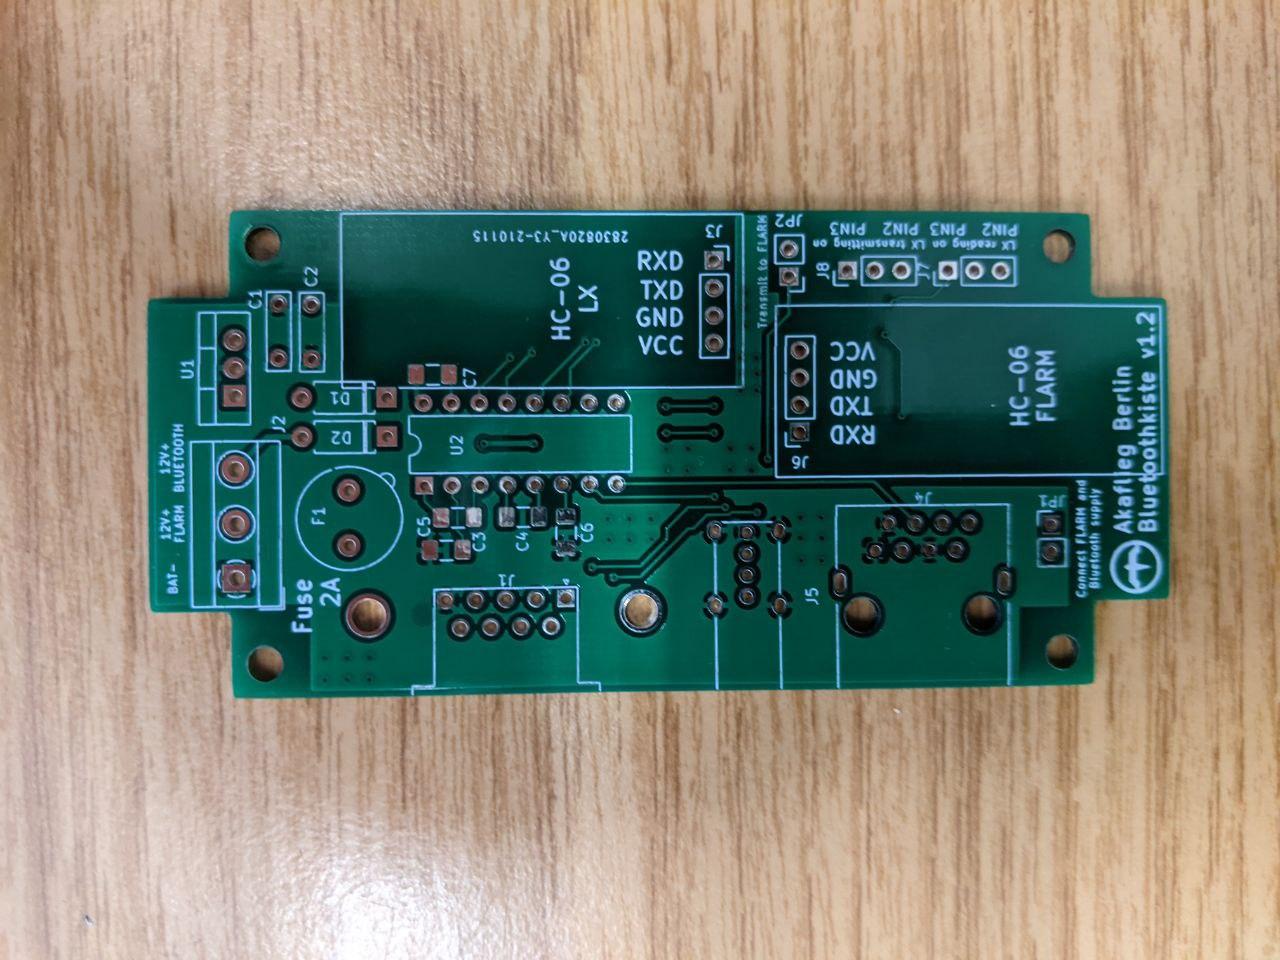 2830820A_Y3-210115
J3
RXD
TXD
GND
VCC
HC-06
LX
Transmit to FLARM
JP2
J8
PIN3
PIN2
LX transmitting on
J7
PIN3
PIN2
LX reading on
C1
C2
U1
C7
D1
D2
J2
U2
12V+
BLUETOOTH
12V+
FLARM
BAT-
F1
Fuse
2A
C5
C3
C4
C6
J1
J5
J4
J6
VCC
GND
TXD
RXD
HC-06
FLARM
JP1
Connect FLARM and
Bluetooth supply
Akaflieg Berlin
Bluetoothkiste v1.2